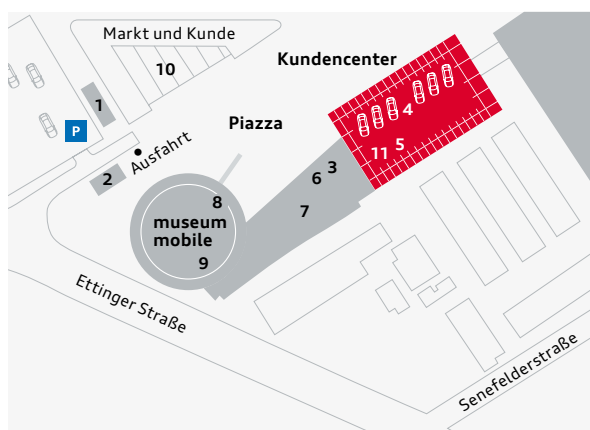 Markt und Kunde
10
Kundencenter
1
P
Piazza
4
Ausfahrt
11
5
2
3
6
8
7
museum
mobile
9
Ettinger Straße
Senefelderstraße